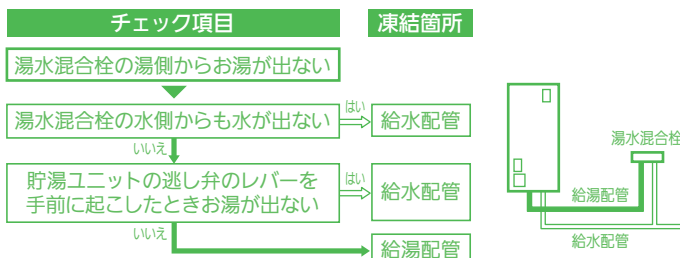 チェック項目
凍結箇所
湯水混合栓の湯側からお湯が出ない
湯水混合栓の水側からも水が出ない
はい
給水配管
いいえ
貯湯ユニットの逃し弁のレバーを
手前に起こしたときお湯が出ない
はい
給水配管
いいえ
給湯配管
湯水混合栓
給湯配管
給水配管